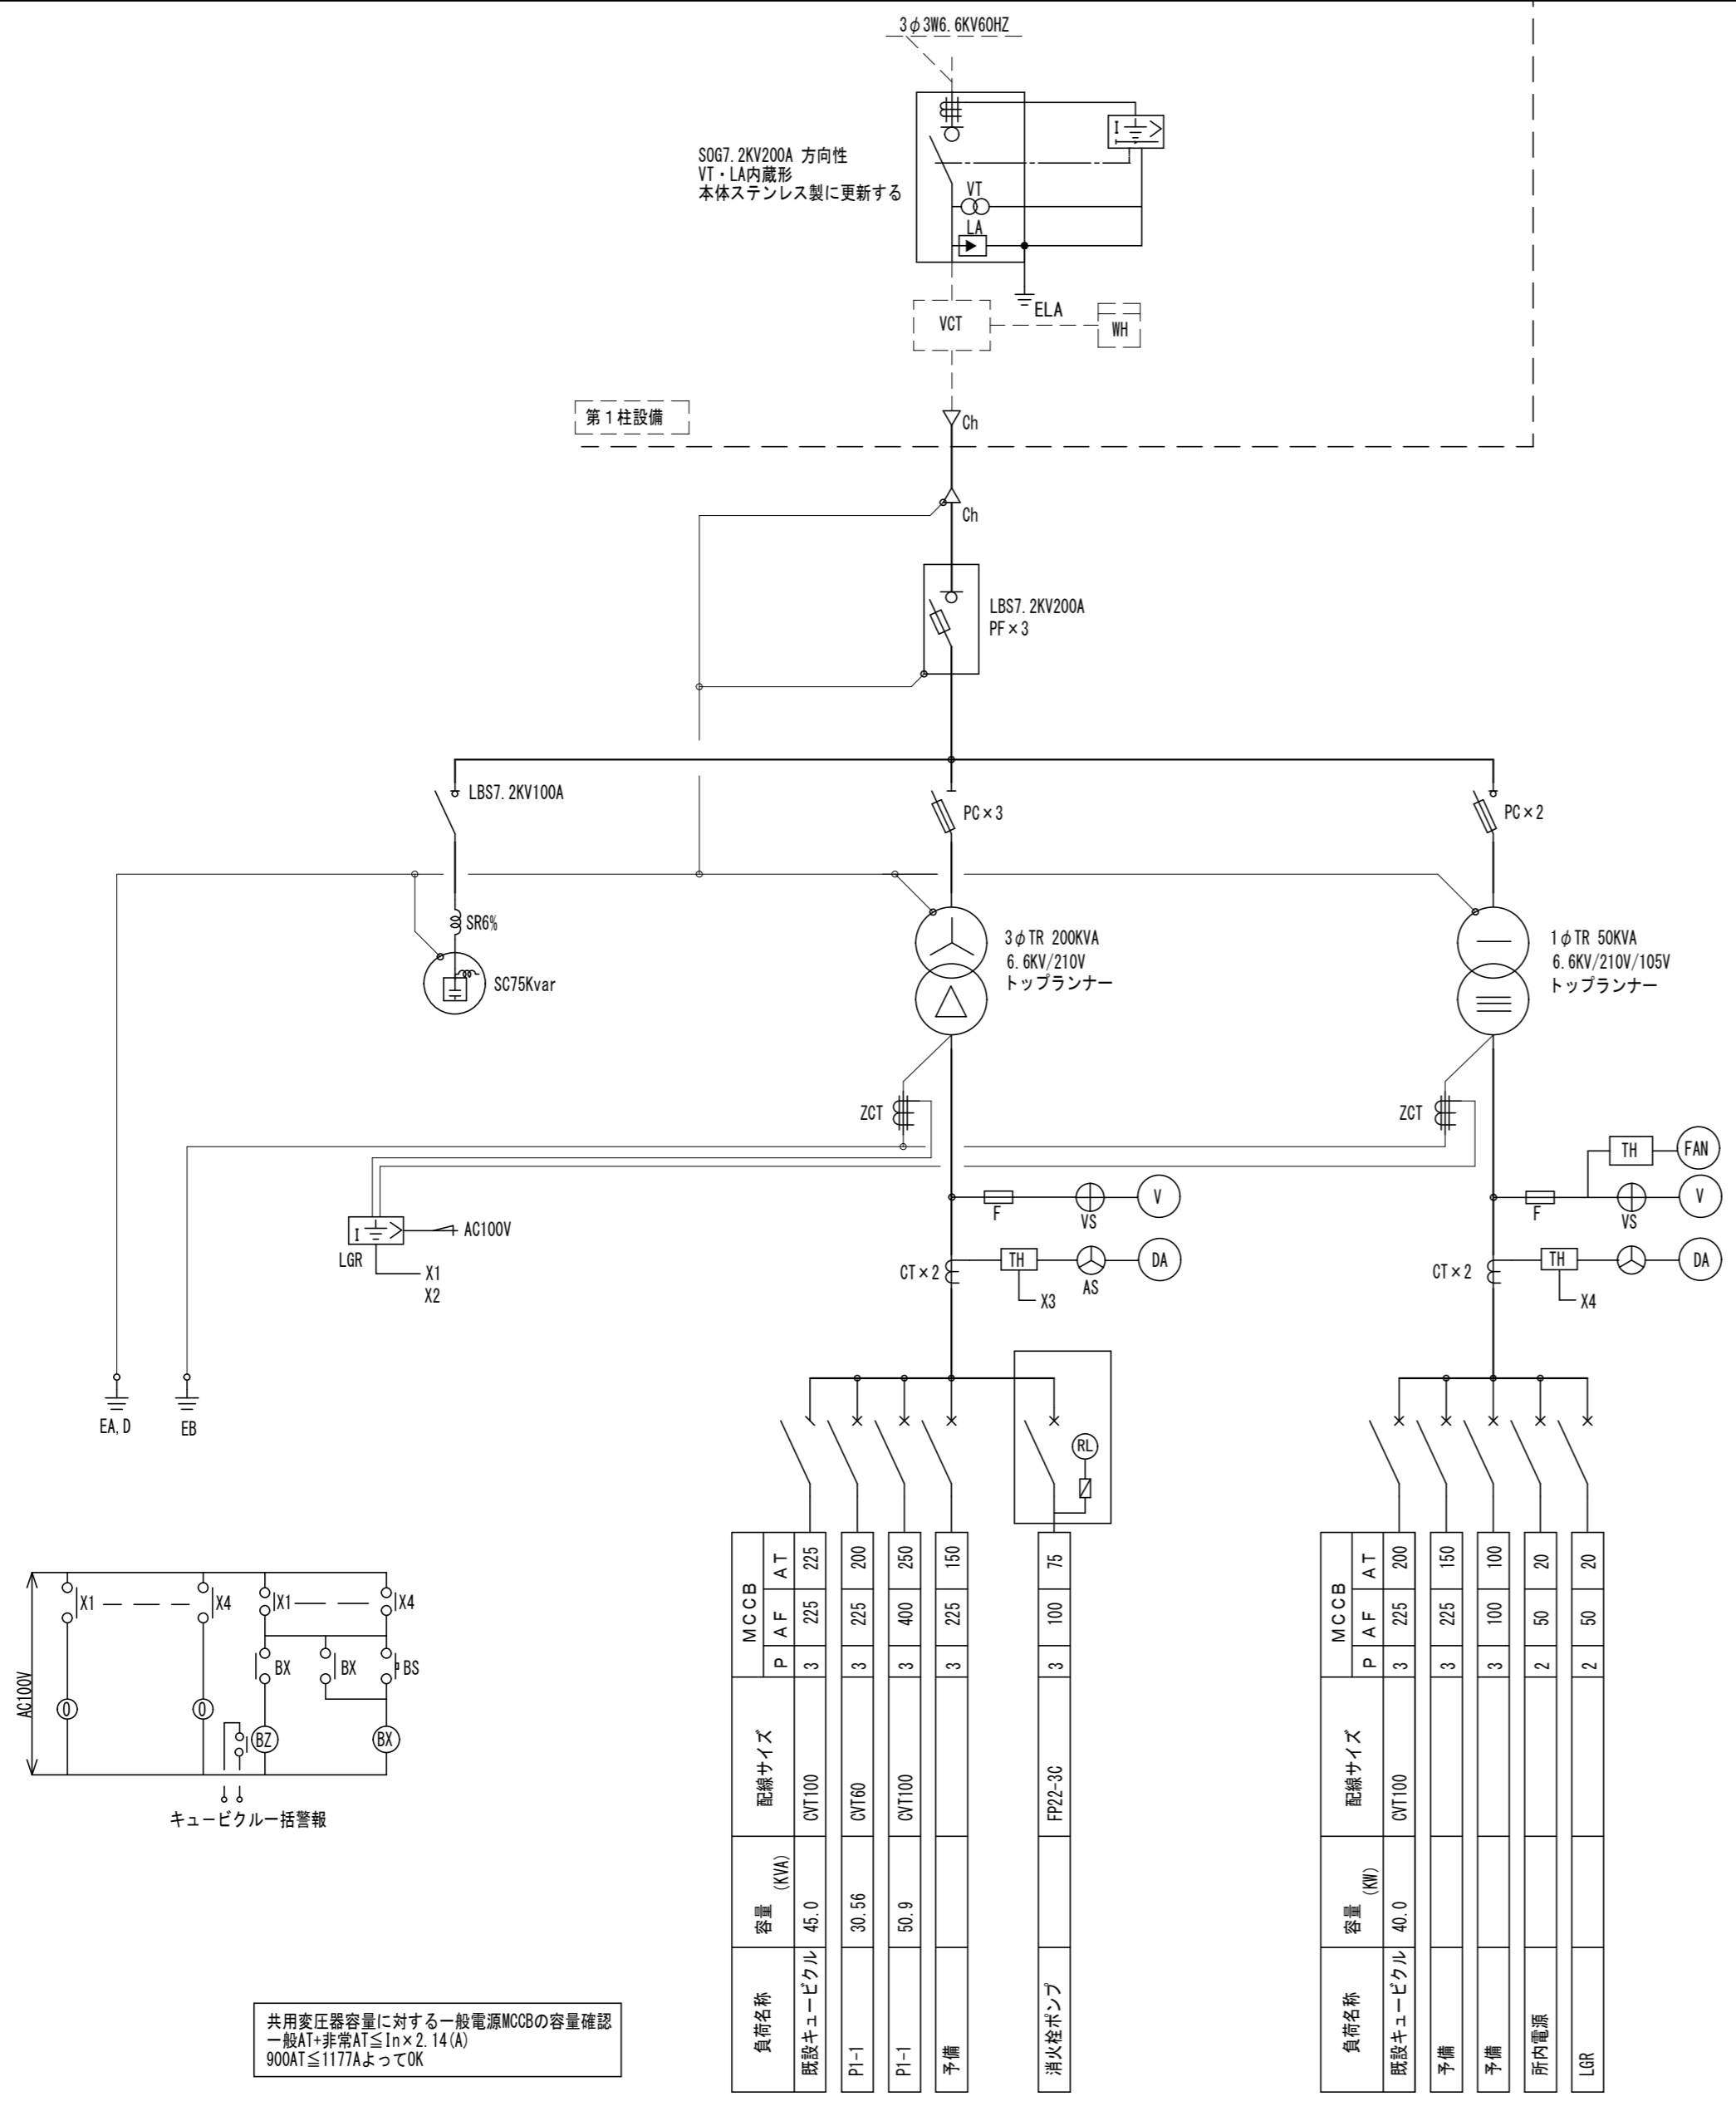 3φ3W6.6KV60HZ
SOG7.2KV200A 方向性
VT・LA内蔵形
本体ステンレス製に更新する
I
VT
LA
ELA
VCT
WH
第1柱設備
Ch
Ch
LBS7.2KV200A
PF×3
LBS7.2KV100A
PC×3
PC×2
SR6%
SC75Kvar
3φTR 200KVA
6.6KV/210V
トップランナー
1φTR 50KVA
6.6KV/210V/105V
トップランナー
ZCT
ZCT
TH
FAN
F
VS
V
F
VS
V
I
AC100V
LGR
X1
X2
CT×2
TH
AS
DA
X3
CT×2
TH
DA
X4
EA,D
EB
RL
AC100V
X1
X4
X1
X4
BX
BX
BS
O
O
BZ
BX
キュービクル一括警報
負荷名称 容量 (KVA) 配線サイズ MCCB P AF AT
既設キュービクル 45.0 CVT100 3 225 225
P1-1 30.56 CVT60 3 225 200
P1-1 50.9 CVT100 3 400 250
予備 3 225 150
消火栓ポンプ FP22-3C 3 100 75
負荷名称 容量 (KW) 配線サイズ MCCB P AF AT
既設キュービクル 40.0 CVT100 3 225 200
予備 3 225 150
予備 3 100 100
所内電源 2 50 20
LGR 2 50 20
共用変圧器容量に対する一般電源MCCBの容量確認
一般AT+非常AT≦In×2.14(A)
900AT≦1177AよってOK